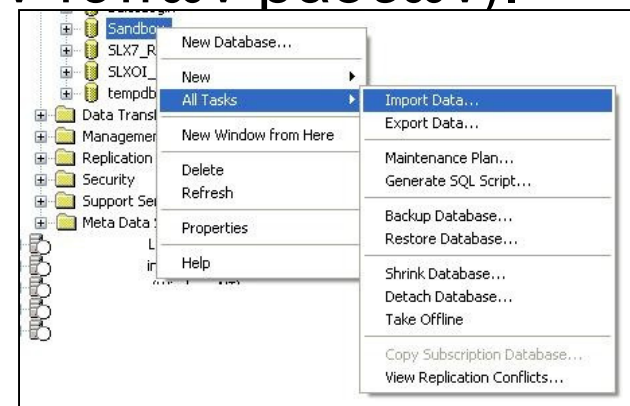 Sandbox
SLX7_R
SLXOI_
tempdb
Data Transl
Managemen
Replication
Security
Support Ser
Meta Data
L
in
New Database...
New
All Tasks
New Window from Here
Delete
Refresh
Properties
Help
Import Data...
Export Data...
Maintenance Plan...
Generate SQL Script...
Backup Database...
Restore Database...
Shrink Database...
Detach Database...
Take Offline
Copy Subscription Database...
View Replication Conflicts...